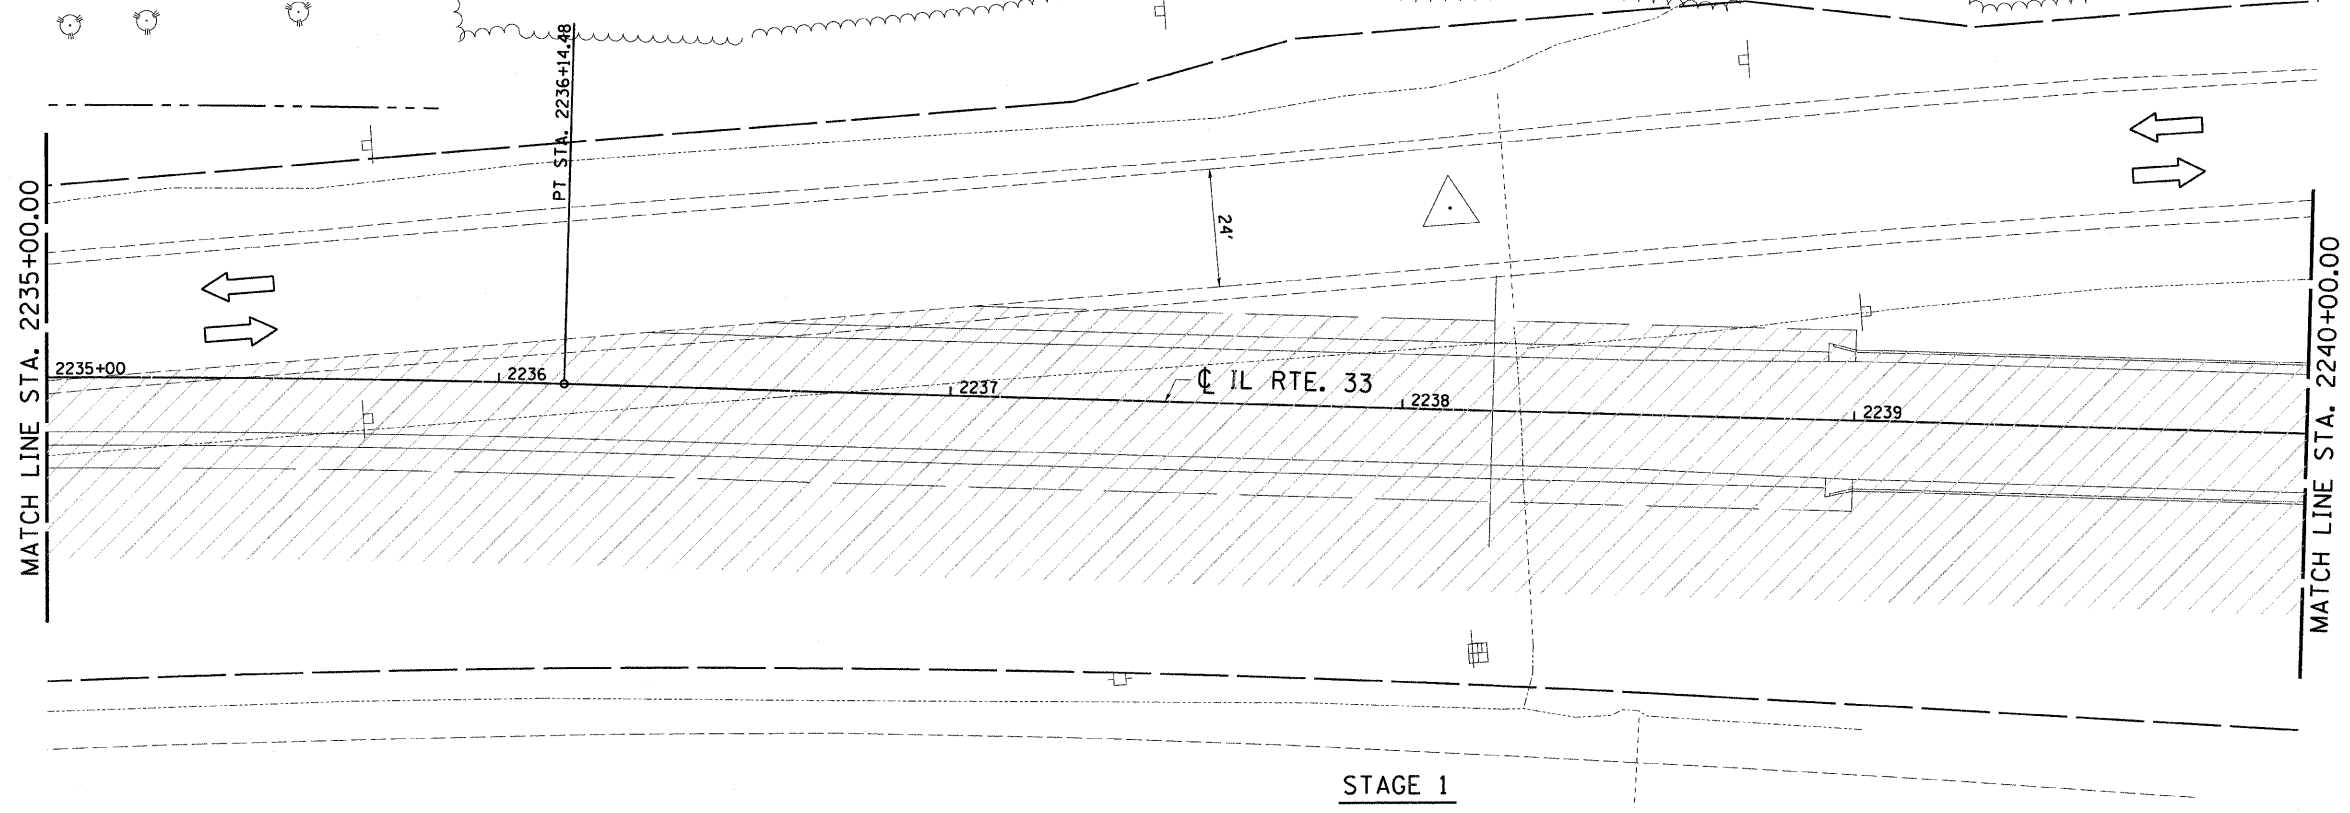 PT STA. 2236+14.48
MATCH LINE STA. 2235+00.00
24'
2235+00
2236
2237
℄ IL RTE. 33
2238
2239
MATCH LINE STA. 2240+00.00
STAGE 1